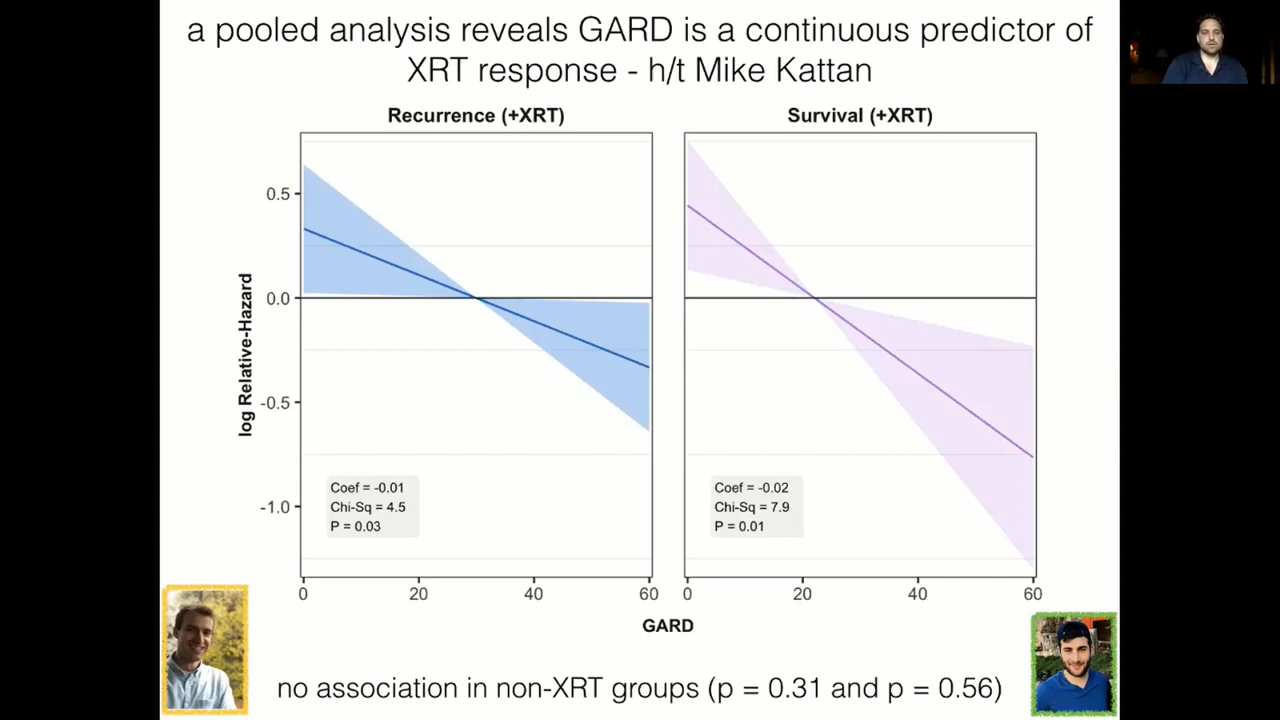 a pooled analysis reveals GARD is a continuous predictor of
XRT response - h/t Mike Kattan
Recurrence (+XRT)
Survival (+XRT)
log Relative-Hazard
0.5
0.0
-0.5
-1.0
Coef = -0.01
Chi-Sq = 4.5
P = 0.03
Coef = -0.02
Chi-Sq = 7.9
P = 0.01
0 20 40 60
0 20 40 60
GARD
no association in non-XRT groups (p = 0.31 and p = 0.56)